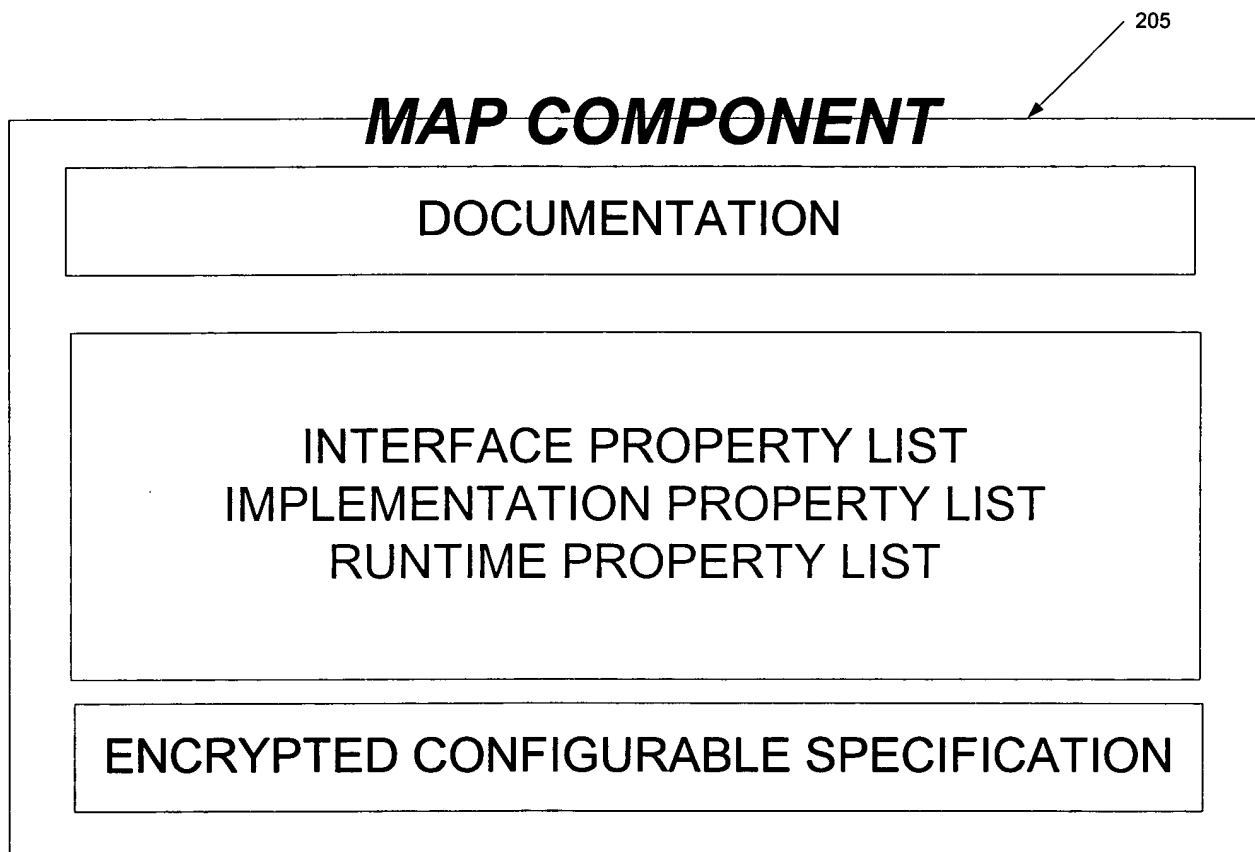 205
MAP COMPONENT
DOCUMENTATION
INTERFACE PROPERTY LIST
IMPLEMENTATION PROPERTY LIST
RUNTIME PROPERTY LIST
ENCRYPTED CONFIGURABLE SPECIFICATION